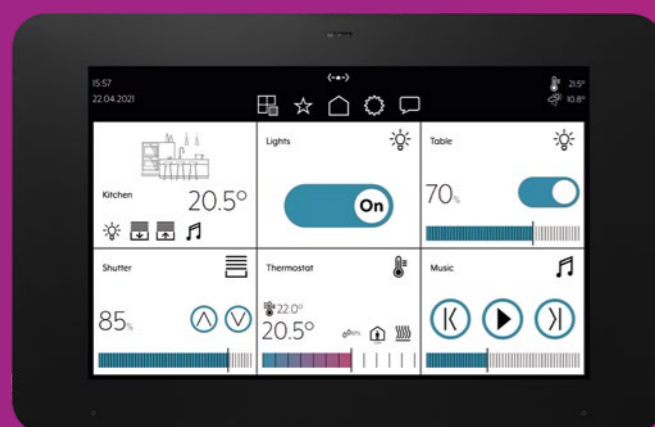 15:57
22.04.2021
21.5°
10.8°
Kitchen
20.5°
Lights
On
Table
70%
Shutter
85%
Thermostat
22.0°
20.5°
Music